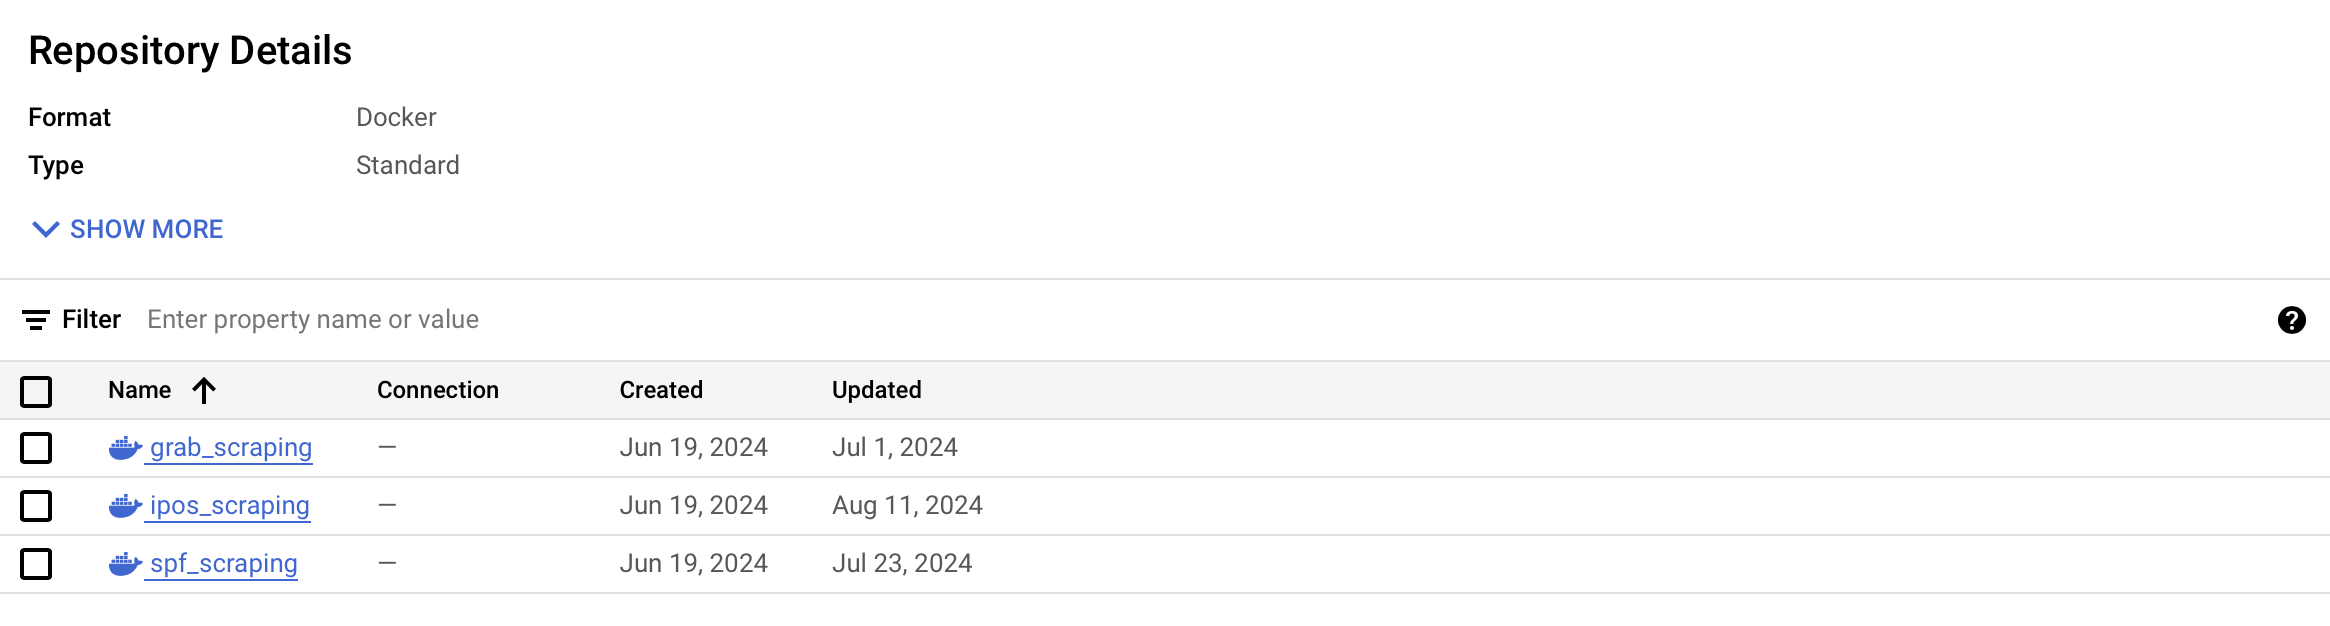 Repository Details
Format Docker
Type Standard
SHOW MORE
Filter Enter property name or value
Name Connection Created Updated
grab_scraping — Jun 19, 2024 Jul 1, 2024
ipos_scraping — Jun 19, 2024 Aug 11, 2024
spf_scraping — Jun 19, 2024 Jul 23, 2024